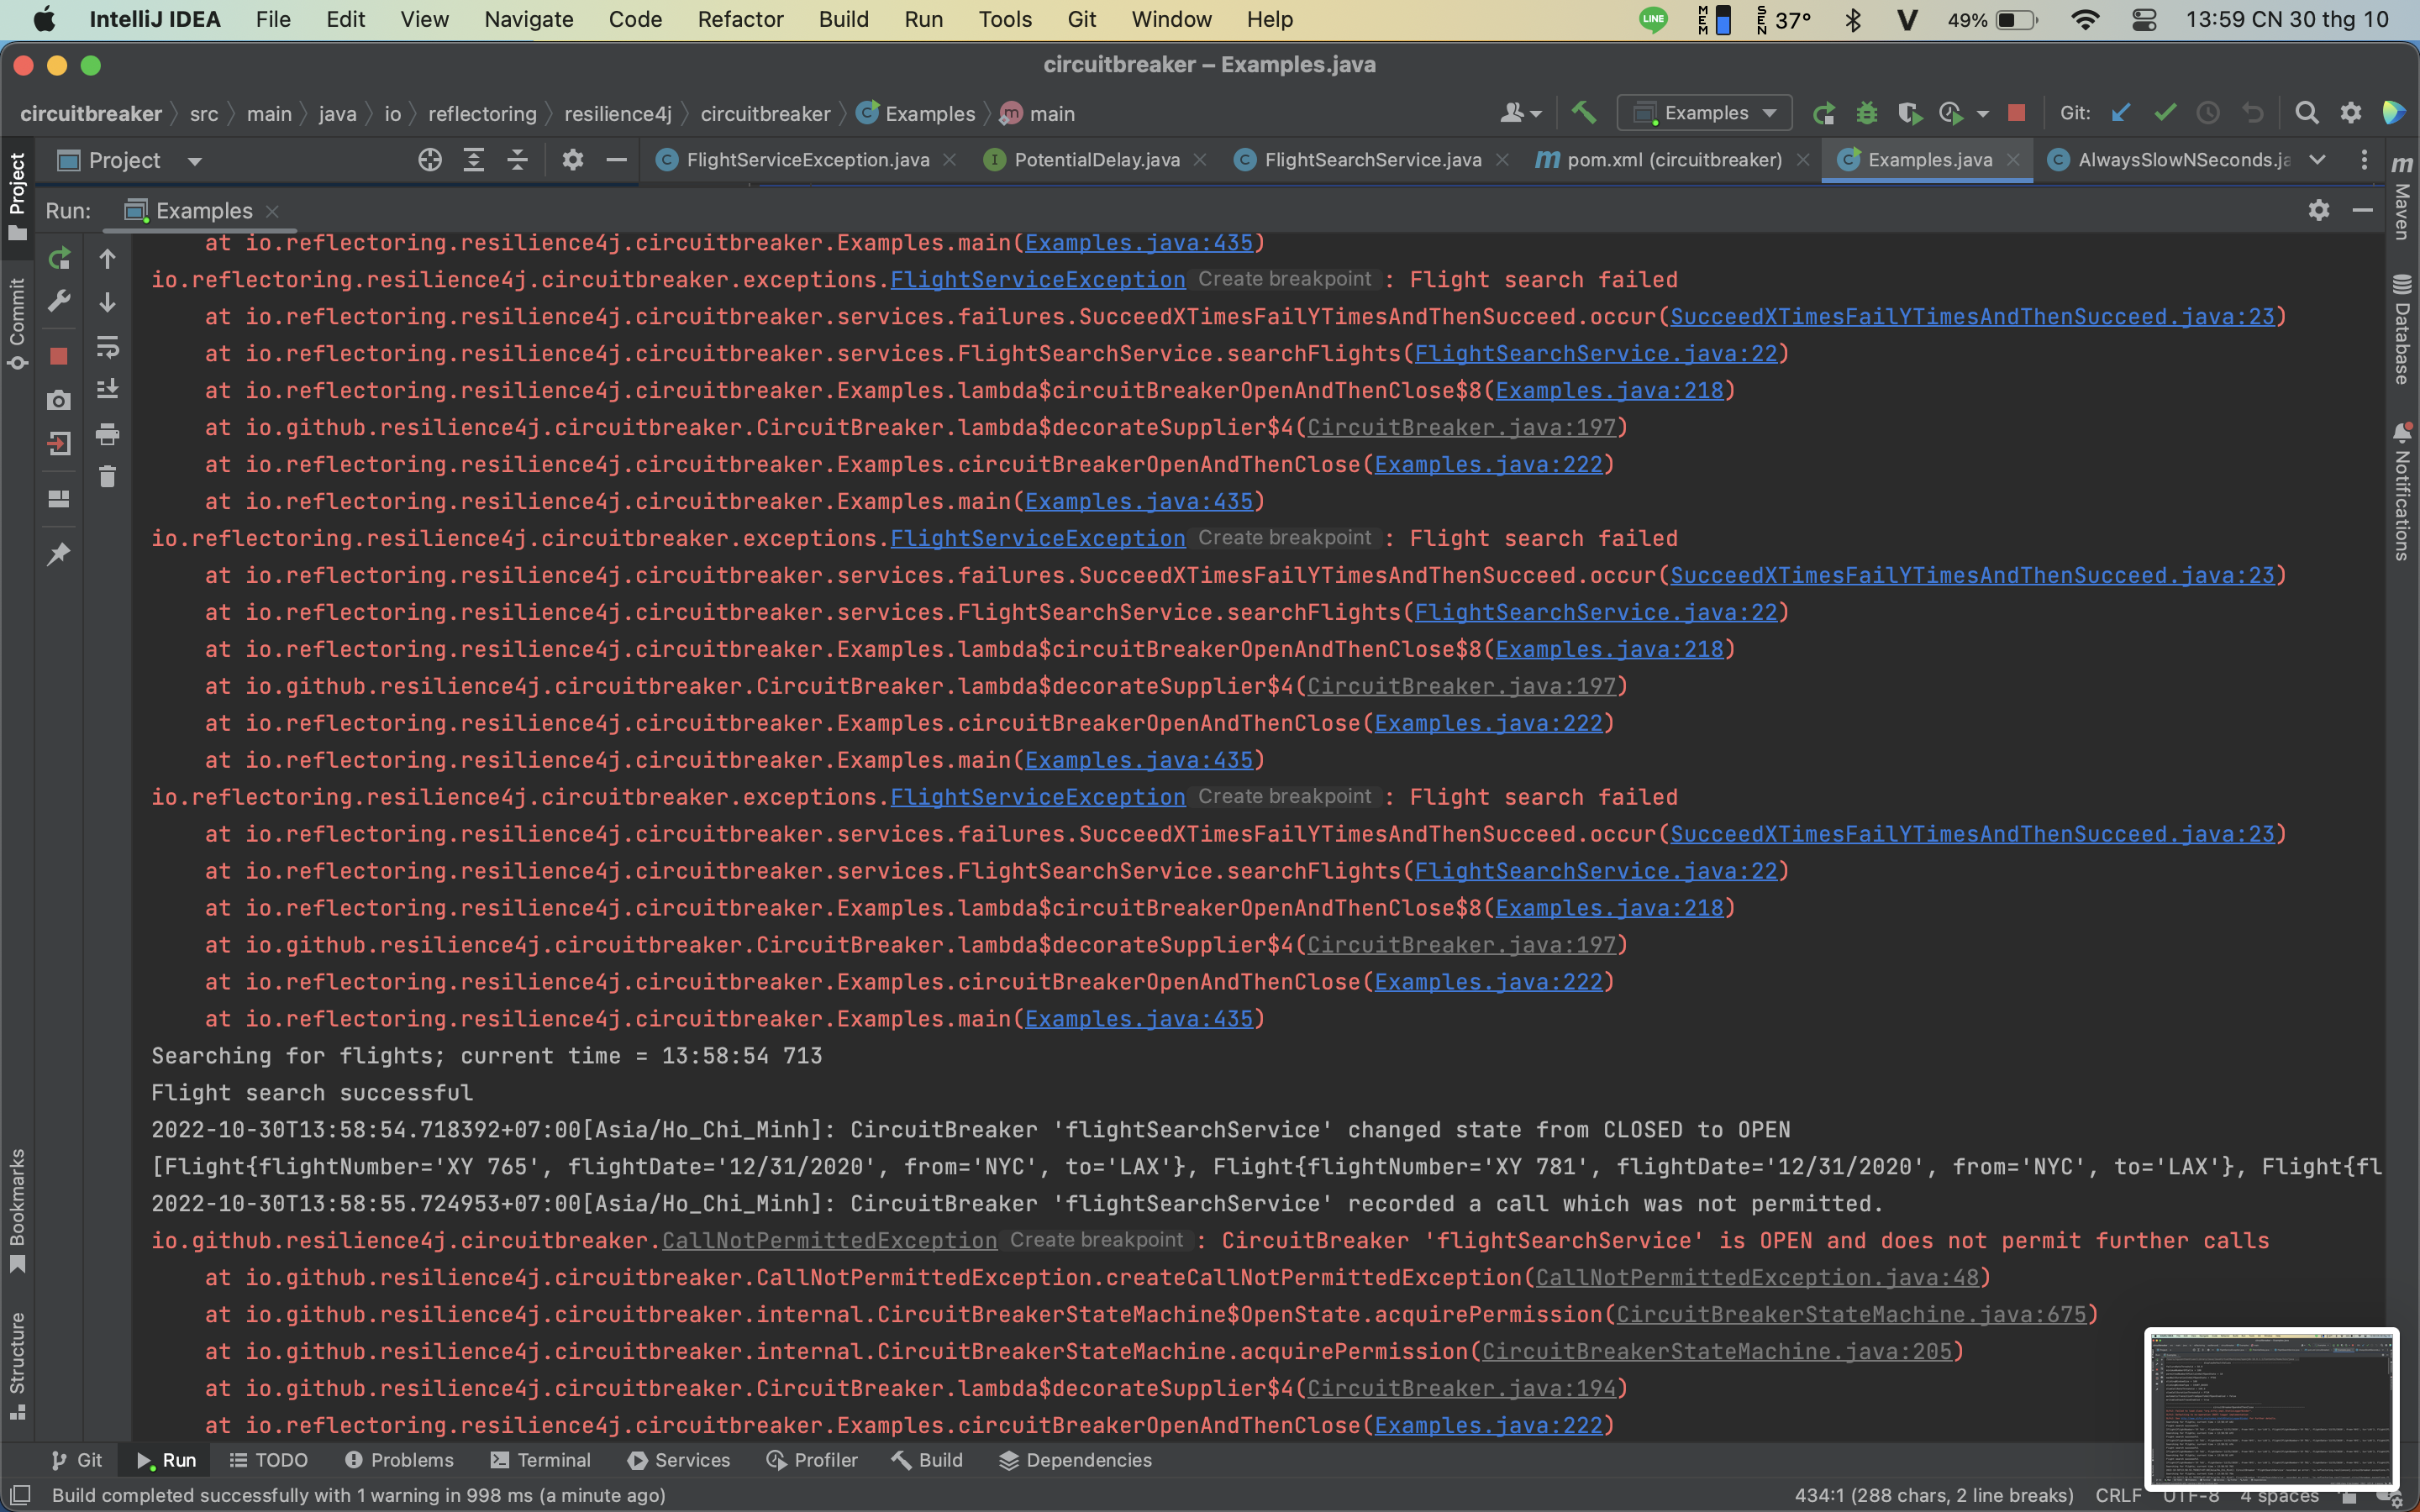 IntelliJ IDEA File Edit View Navigate Code Refactor Build Run Tools Git Window Help LINE MEM SEN 37° V 49% 13:59 CN 30 thg 10
circuitbreaker – Examples.java
circuitbreaker src main java io reflectoring resilience4j circuitbreaker Examples main Examples Git:
Project FlightServiceException.java PotentialDelay.java FlightSearchService.java pom.xml (circuitbreaker) Examples.java AlwaysSlowNSeconds.ja
Run: Examples
at io.reflectoring.resilience4j.circuitbreaker.Examples.main(Examples.java:435)
io.reflectoring.resilience4j.circuitbreaker.exceptions.FlightServiceException Create breakpoint : Flight search failed
at io.reflectoring.resilience4j.circuitbreaker.services.failures.SucceedXTimesFailYTimesAndThenSucceed.occur(SucceedXTimesFailYTimesAndThenSucceed.java:23)
at io.reflectoring.resilience4j.circuitbreaker.services.FlightSearchService.searchFlights(FlightSearchService.java:22)
at io.reflectoring.resilience4j.circuitbreaker.Examples.lambda$circuitBreakerOpenAndThenClose$8(Examples.java:218)
at io.github.resilience4j.circuitbreaker.CircuitBreaker.lambda$decorateSupplier$4(CircuitBreaker.java:197)
at io.reflectoring.resilience4j.circuitbreaker.Examples.circuitBreakerOpenAndThenClose(Examples.java:222)
at io.reflectoring.resilience4j.circuitbreaker.Examples.main(Examples.java:435)
io.reflectoring.resilience4j.circuitbreaker.exceptions.FlightServiceException Create breakpoint : Flight search failed
at io.reflectoring.resilience4j.circuitbreaker.services.failures.SucceedXTimesFailYTimesAndThenSucceed.occur(SucceedXTimesFailYTimesAndThenSucceed.java:23)
at io.reflectoring.resilience4j.circuitbreaker.services.FlightSearchService.searchFlights(FlightSearchService.java:22)
at io.reflectoring.resilience4j.circuitbreaker.Examples.lambda$circuitBreakerOpenAndThenClose$8(Examples.java:218)
at io.github.resilience4j.circuitbreaker.CircuitBreaker.lambda$decorateSupplier$4(CircuitBreaker.java:197)
at io.reflectoring.resilience4j.circuitbreaker.Examples.circuitBreakerOpenAndThenClose(Examples.java:222)
at io.reflectoring.resilience4j.circuitbreaker.Examples.main(Examples.java:435)
io.reflectoring.resilience4j.circuitbreaker.exceptions.FlightServiceException Create breakpoint : Flight search failed
at io.reflectoring.resilience4j.circuitbreaker.services.failures.SucceedXTimesFailYTimesAndThenSucceed.occur(SucceedXTimesFailYTimesAndThenSucceed.java:23)
at io.reflectoring.resilience4j.circuitbreaker.services.FlightSearchService.searchFlights(FlightSearchService.java:22)
at io.reflectoring.resilience4j.circuitbreaker.Examples.lambda$circuitBreakerOpenAndThenClose$8(Examples.java:218)
at io.github.resilience4j.circuitbreaker.CircuitBreaker.lambda$decorateSupplier$4(CircuitBreaker.java:197)
at io.reflectoring.resilience4j.circuitbreaker.Examples.circuitBreakerOpenAndThenClose(Examples.java:222)
at io.reflectoring.resilience4j.circuitbreaker.Examples.main(Examples.java:435)
Searching for flights; current time = 13:58:54 713
Flight search successful
2022-10-30T13:58:54.718392+07:00[Asia/Ho_Chi_Minh]: CircuitBreaker 'flightSearchService' changed state from CLOSED to OPEN
[Flight{flightNumber='XY 765', flightDate='12/31/2020', from='NYC', to='LAX'}, Flight{flightNumber='XY 781', flightDate='12/31/2020', from='NYC', to='LAX'}, Flight{fl
2022-10-30T13:58:55.724953+07:00[Asia/Ho_Chi_Minh]: CircuitBreaker 'flightSearchService' recorded a call which was not permitted.
io.github.resilience4j.circuitbreaker.CallNotPermittedException Create breakpoint : CircuitBreaker 'flightSearchService' is OPEN and does not permit further calls
at io.github.resilience4j.circuitbreaker.CallNotPermittedException.createCallNotPermittedException(CallNotPermittedException.java:48)
at io.github.resilience4j.circuitbreaker.internal.CircuitBreakerStateMachine$OpenState.acquirePermission(CircuitBreakerStateMachine.java:675)
at io.github.resilience4j.circuitbreaker.internal.CircuitBreakerStateMachine.acquirePermission(CircuitBreakerStateMachine.java:205)
at io.github.resilience4j.circuitbreaker.CircuitBreaker.lambda$decorateSupplier$4(CircuitBreaker.java:194)
at io.reflectoring.resilience4j.circuitbreaker.Examples.circuitBreakerOpenAndThenClose(Examples.java:222)
Project
Commit
Bookmarks
Structure
Maven
Database
Notifications
Git Run TODO Problems Terminal Services Profiler Build Dependencies
Build completed successfully with 1 warning in 998 ms (a minute ago) 434:1 (288 chars, 2 line breaks) CRLF UTF-8 4 spaces